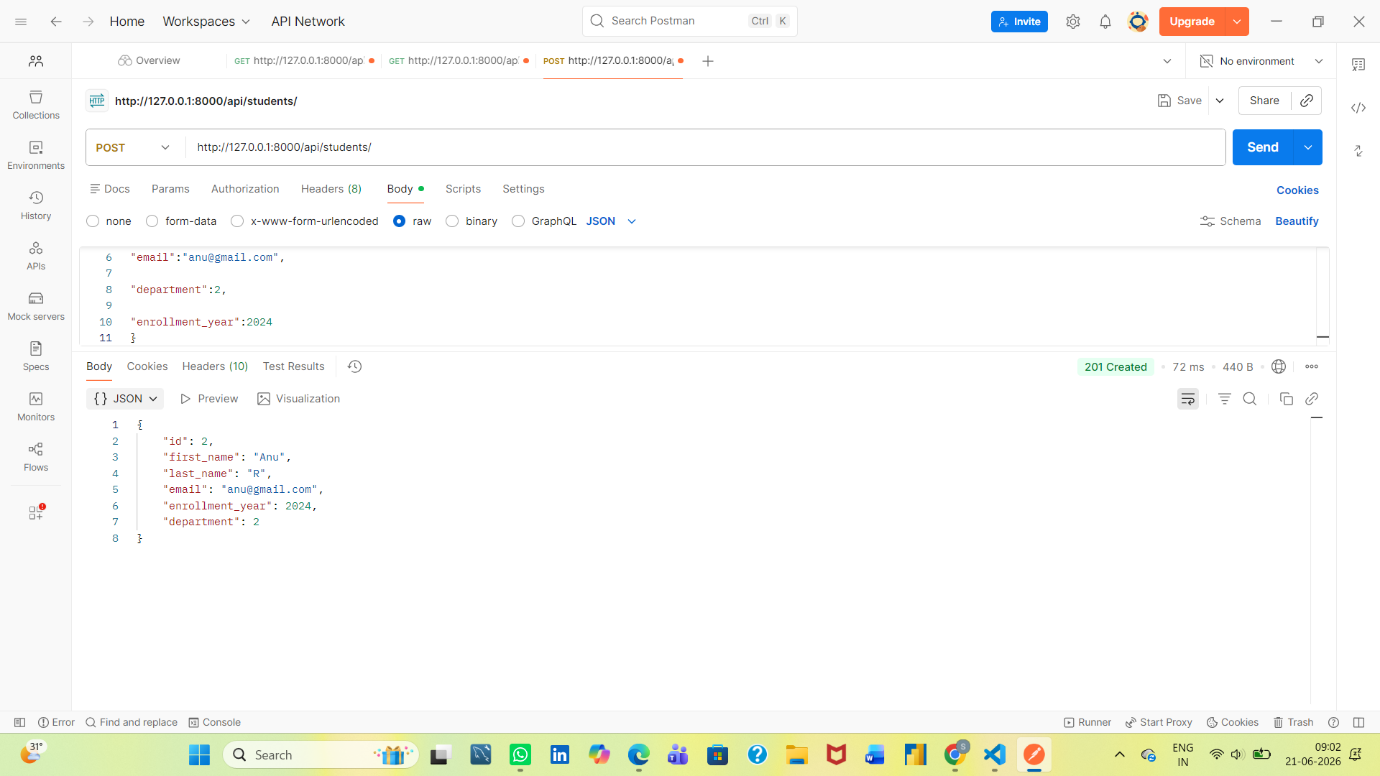 Home Workspaces API Network Search Postman Ctrl K Invite Upgrade
Overview GET http://127.0.0.1:8000/ap GET http://127.0.0.1:8000/ap POST http://127.0.0.1:8000/a No environment
HTTP http://127.0.0.1:8000/api/students/ Save Share
POST http://127.0.0.1:8000/api/students/ Send
Docs Params Authorization Headers (8) Body Scripts Settings Cookies
none form-data x-www-form-urlencoded raw binary GraphQL JSON Schema Beautify
Collections
Environments
History
APIs
Mock servers
Specs
Monitors
Flows
6 "email":"anu@gmail.com",
7
8 "department":2,
9
10 "enrollment_year":2024
11 }
Body Cookies Headers (10) Test Results 201 Created 72 ms 440 B
{} JSON Preview Visualization
1 {
2 "id": 2,
3 "first_name": "Anu",
4 "last_name": "R",
5 "email": "anu@gmail.com",
6 "enrollment_year": 2024,
7 "department": 2
8 }
Error Find and replace Console Runner Start Proxy Cookies Trash
31° Search S ENG IN 09:02 21-06-2026